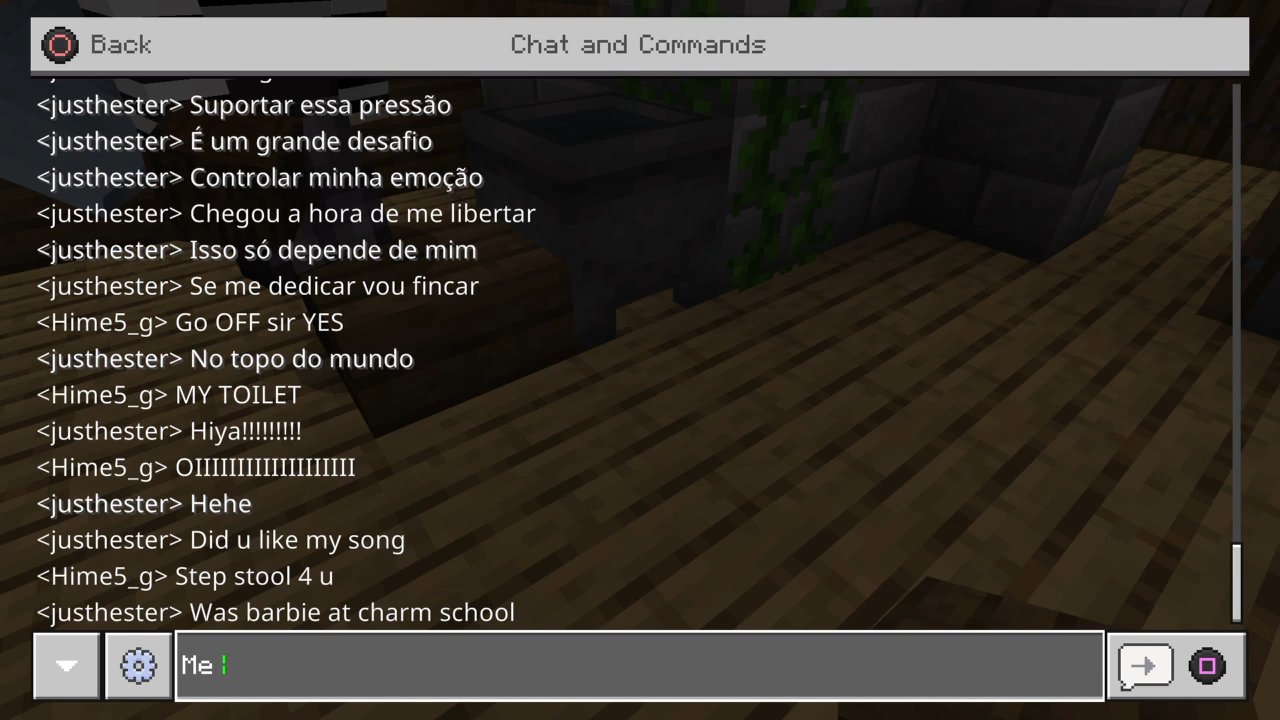 Back
Chat and Commands
<justhester> Suportar essa pressão
<justhester> É um grande desafio
<justhester> Controlar minha emoção
<justhester> Chegou a hora de me libertar
<justhester> Isso só depende de mim
<justhester> Se me dedicar vou fincar
<Hime5_g> Go OFF sir YES
<justhester> No topo do mundo
<Hime5_g> MY TOILET
<justhester> Hiya!!!!!!!!!
<Hime5_g> OIIIIIIIIIIIIIIIIIII
<justhester> Hehe
<justhester> Did u like my song
<Hime5_g> Step stool 4 u
<justhester> Was barbie at charm school
Me